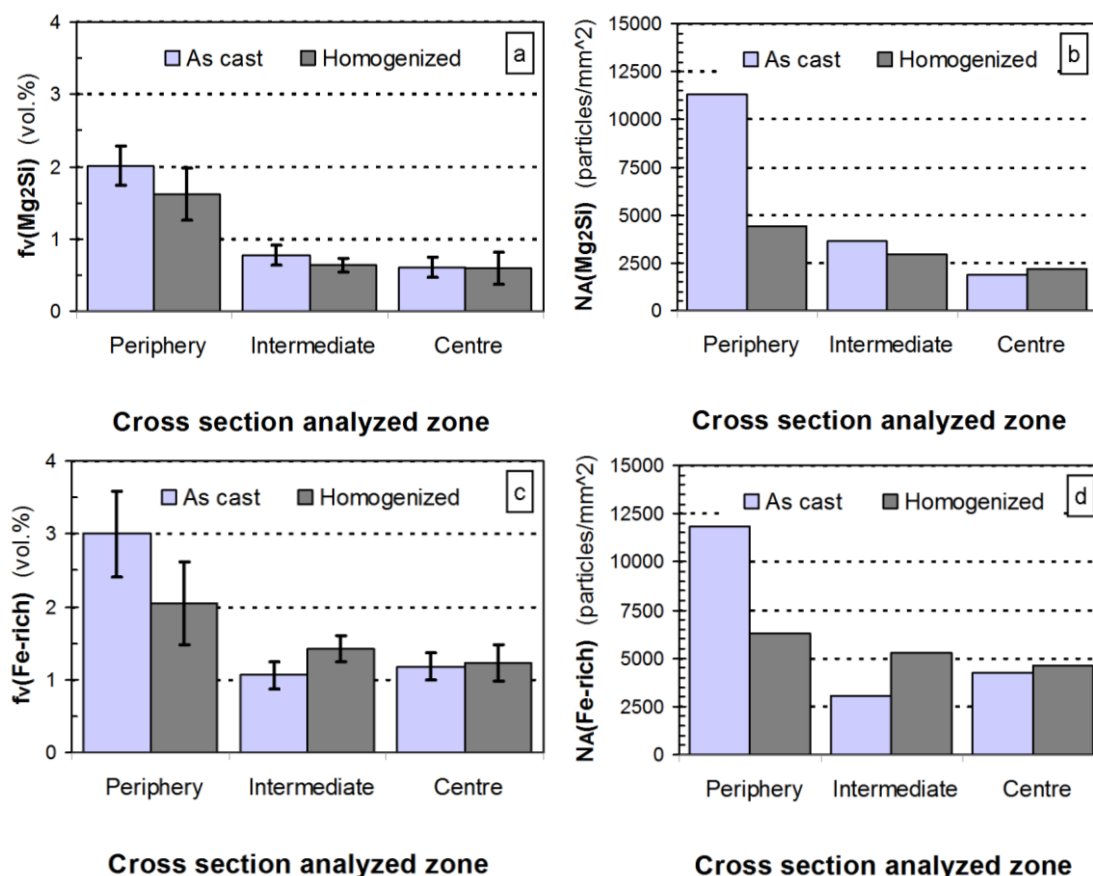 4
3
2
1
0
fv(Mg2Si) (vol.%)
As cast
Homogenized
a
Periphery
Intermediate
Centre
Cross section analyzed zone
15000
12500
10000
7500
5000
2500
0
NA(Mg2Si) (particles/mm^2)
As cast
Homogenized
b
Periphery
Intermediate
Centre
Cross section analyzed zone
4
3
2
1
0
fv(Fe-rich) (vol.%)
As cast
Homogenized
c
Periphery
Intermediate
Centre
Cross section analyzed zone
15000
12500
10000
7500
5000
2500
0
NA(Fe-rich) (particles/mm^2)
As cast
Homogenized
d
Periphery
Intermediate
Centre
Cross section analyzed zone